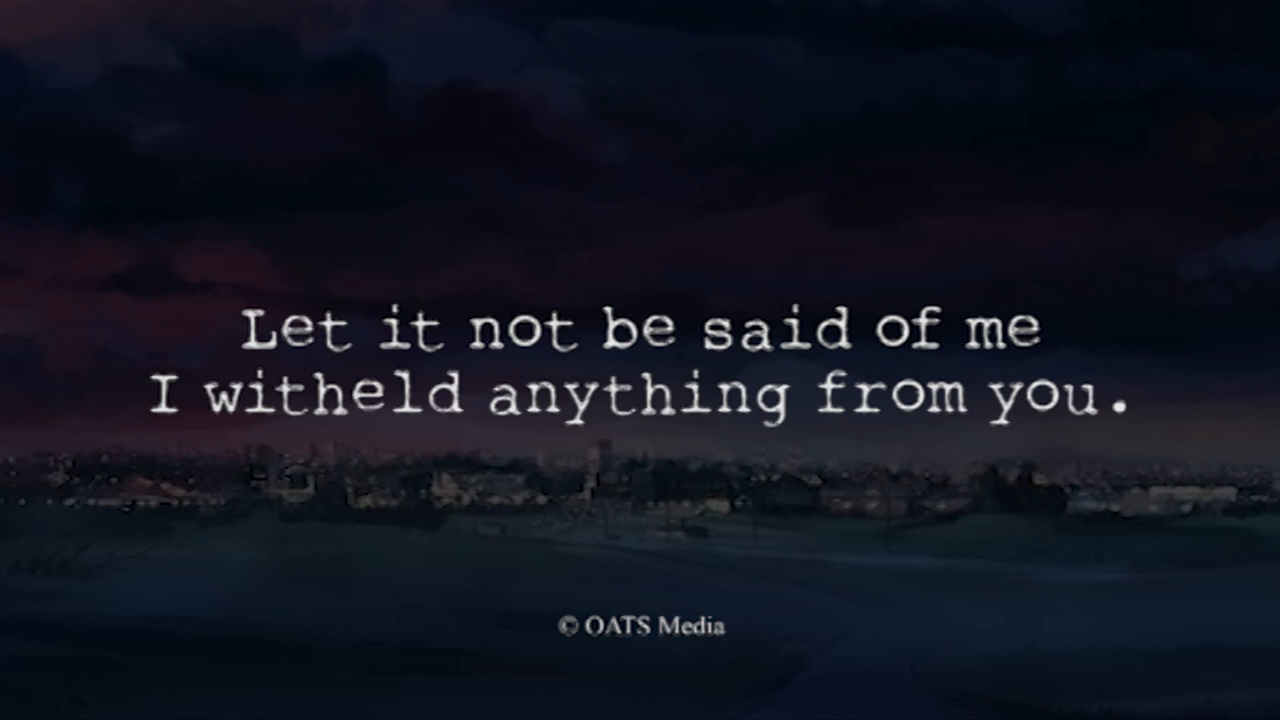 Let it not be said of me
I witheld anything from you.
© OATS Media